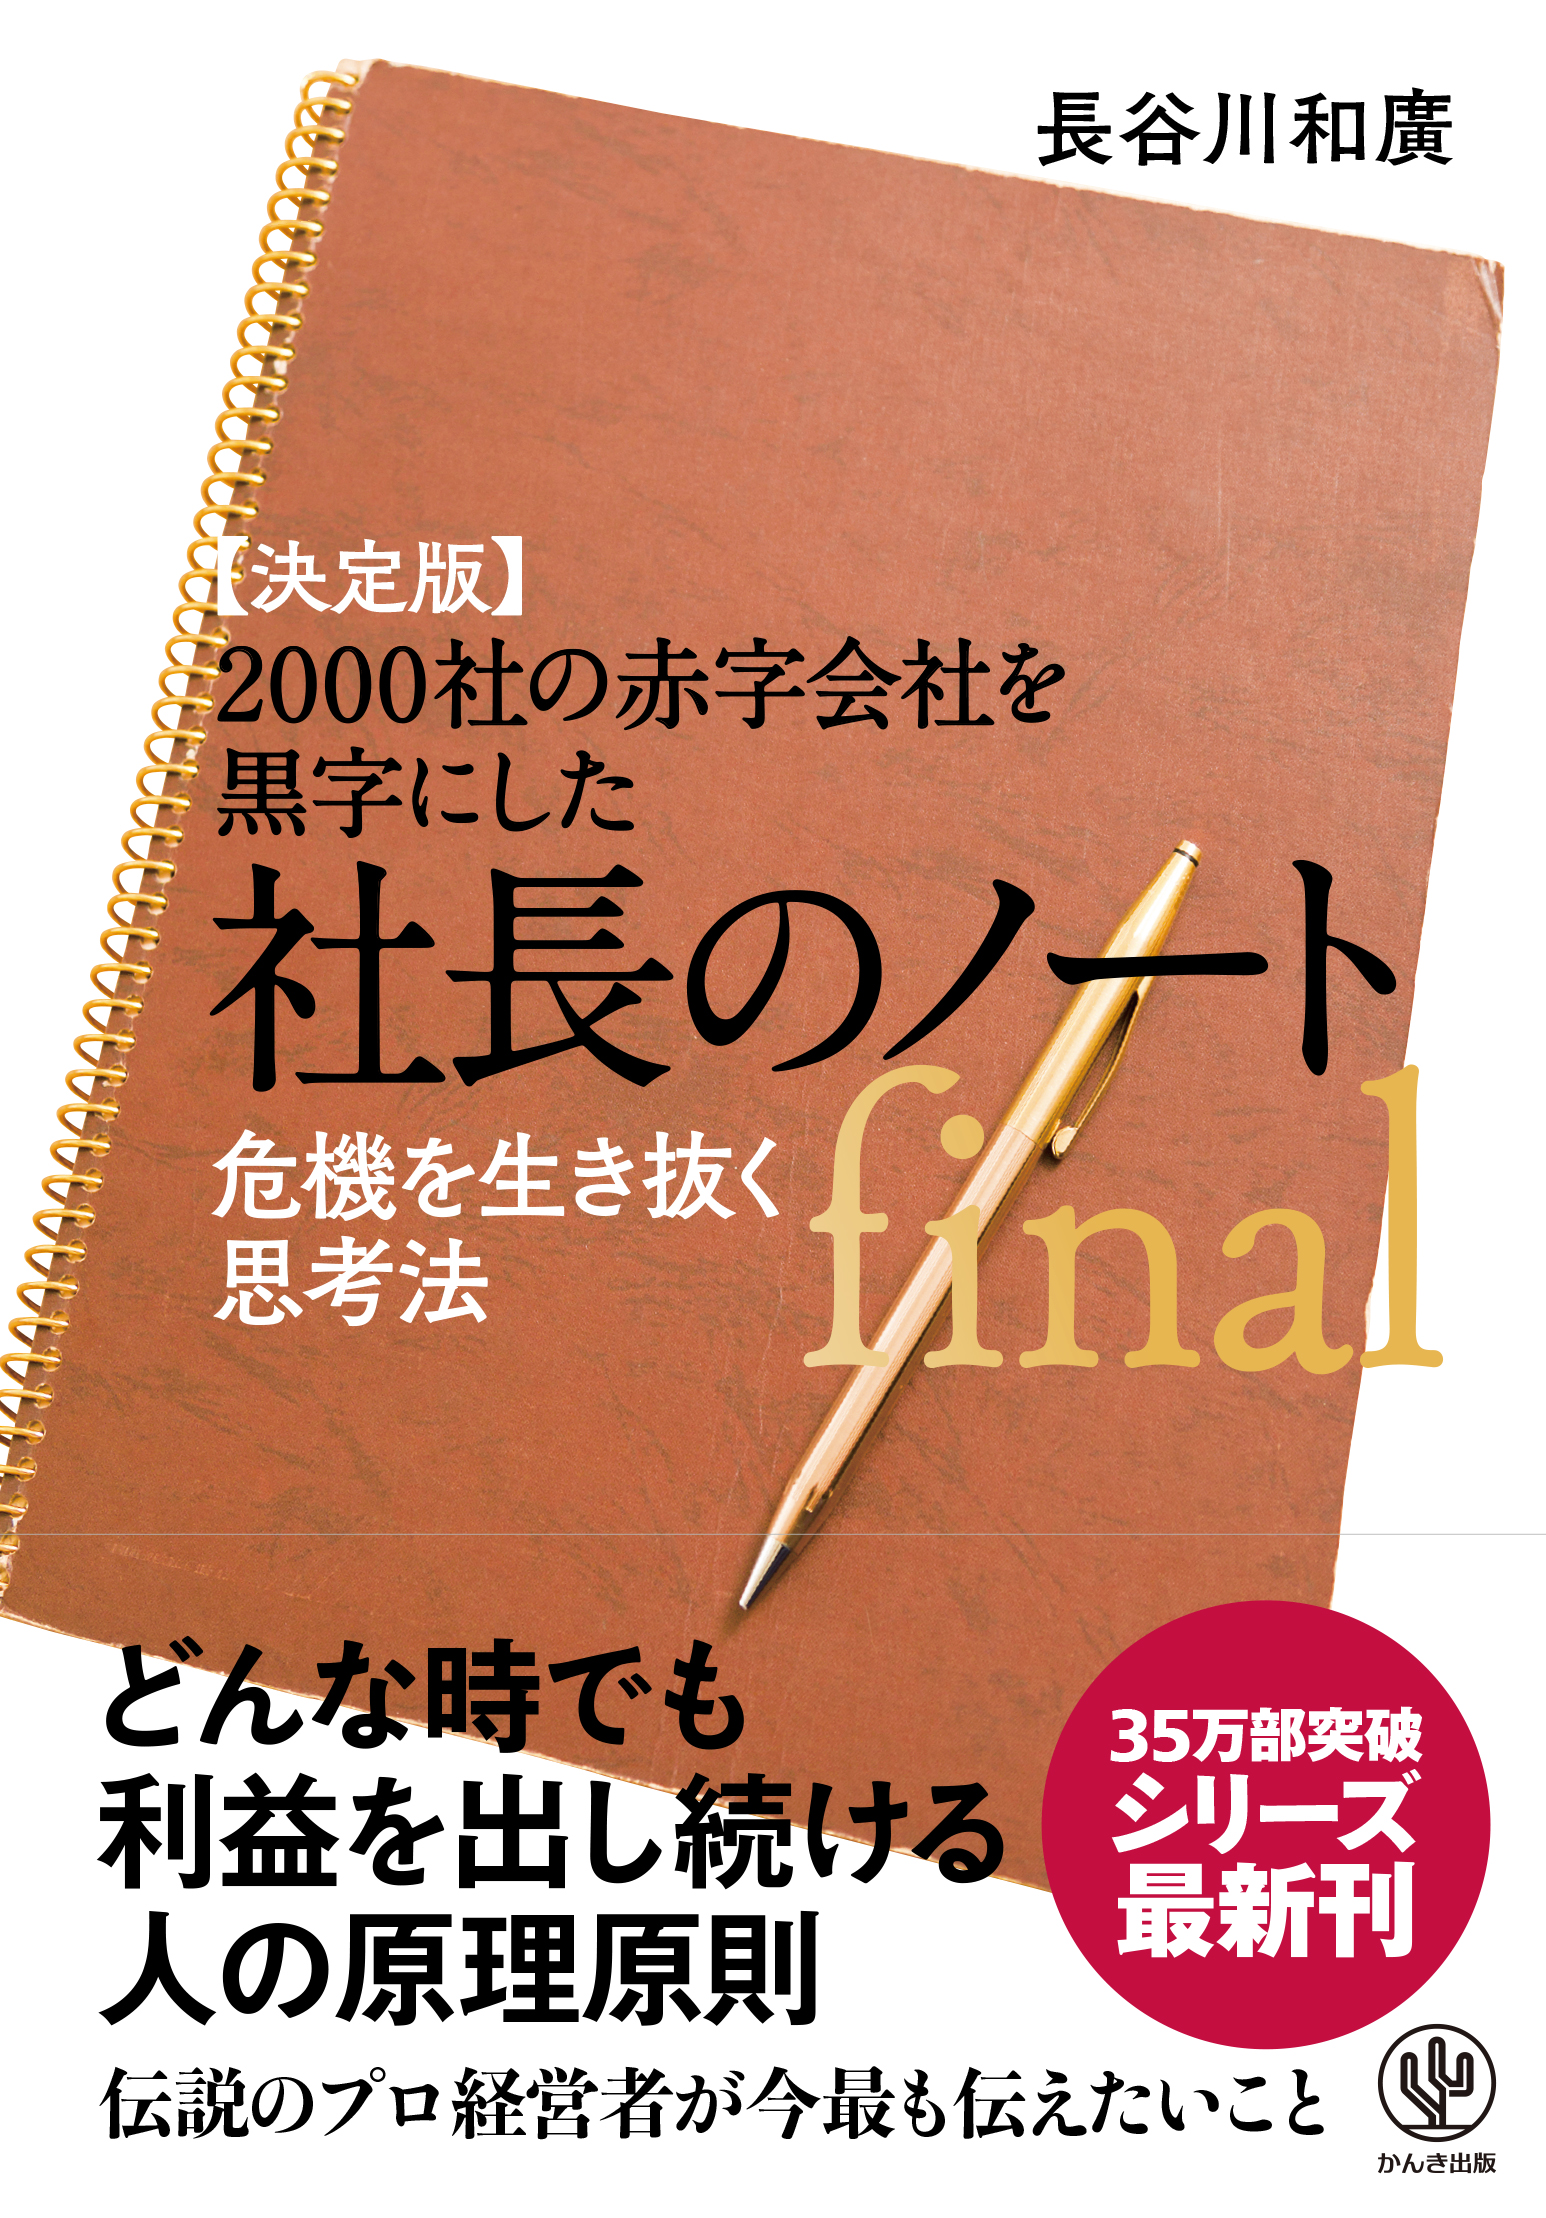 長谷川和廣
【決定版】
2000社の赤字会社を
黒字にした
社長のノート
final
危機を生き抜く
思考法
どんな時でも
利益を出し続ける
人の原理原則
伝説のプロ経営者が今最も伝えたいこと
35万部突破
シリーズ
最新刊
かんき出版